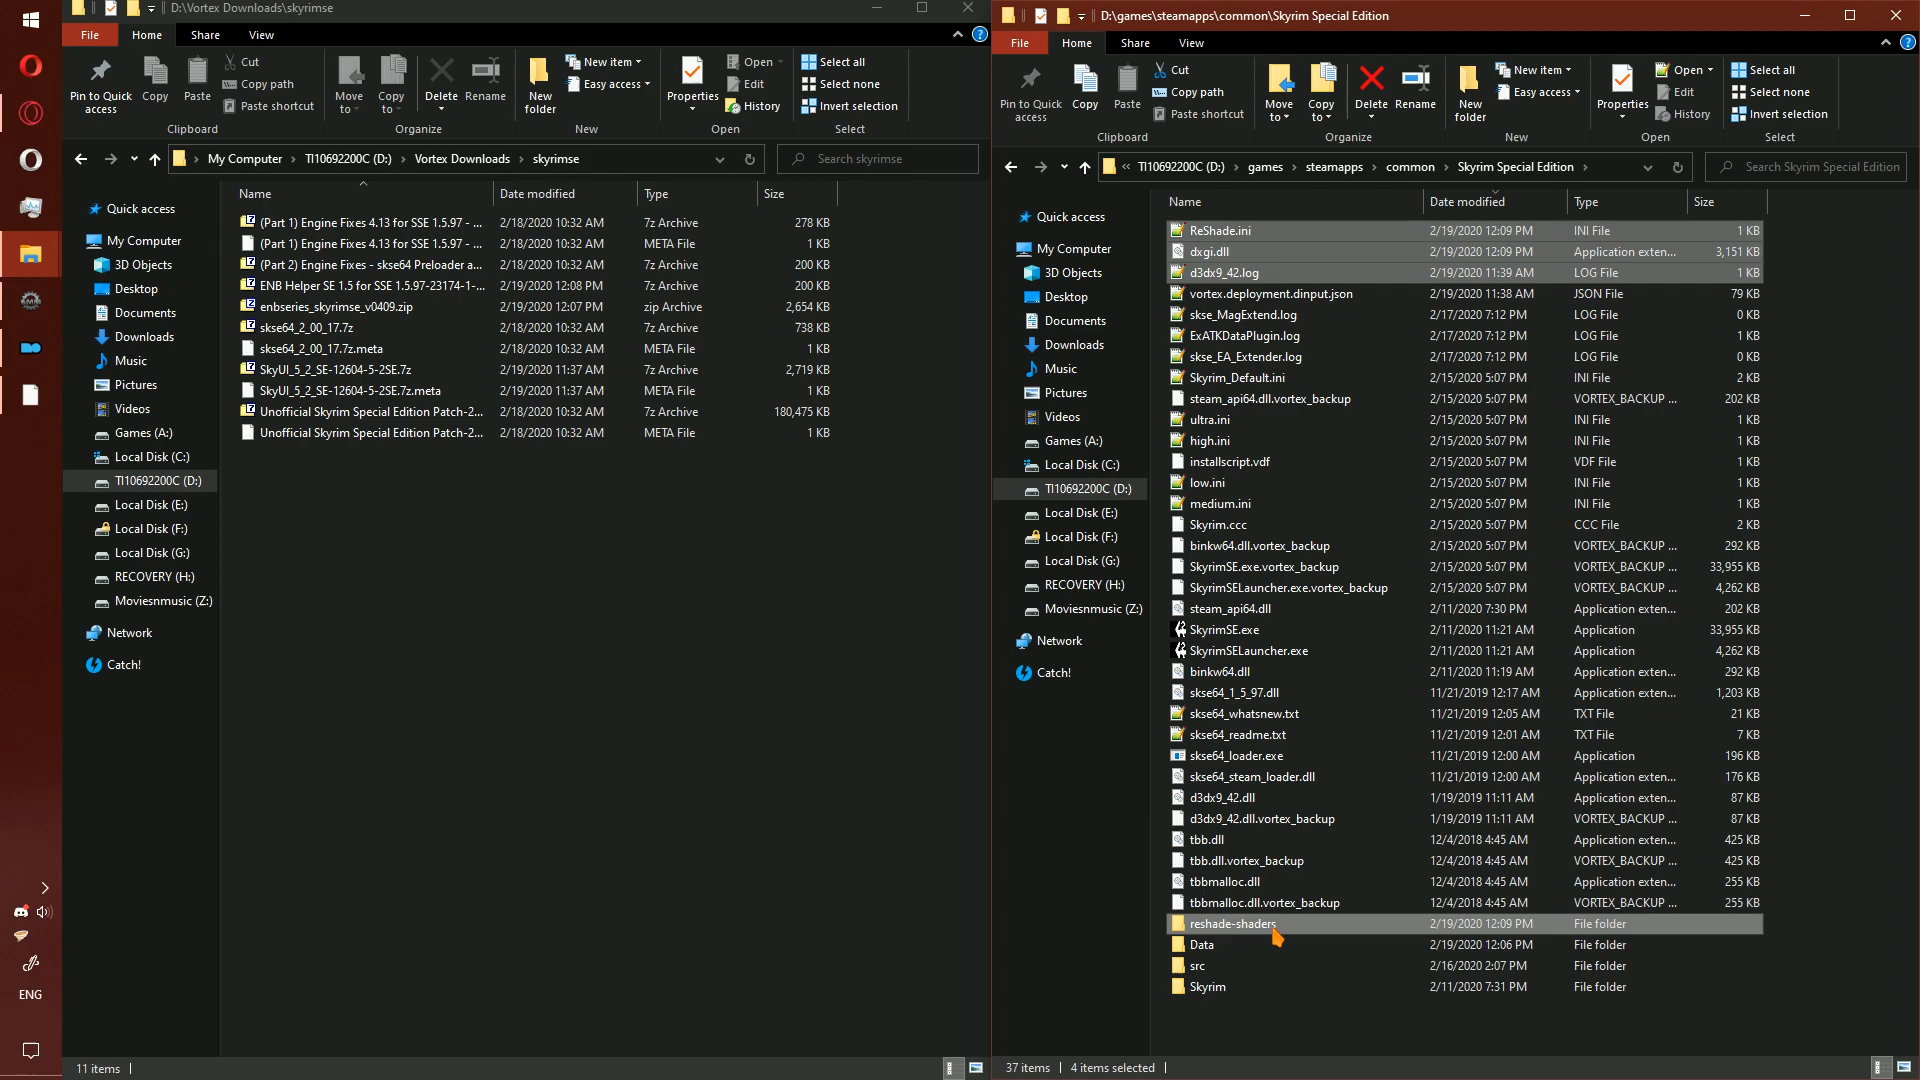 D:\Vortex Downloads\skyrimse
File
Home
Share
View
Pin to Quick access
Copy
Paste
Cut
Copy path
Paste shortcut
Clipboard
Move to
Copy to
Delete
Rename
Organize
New folder
New item
Easy access
New
Properties
Open
Edit
History
Open
Select all
Select none
Invert selection
Select
My Computer
TI10692200C (D:)
Vortex Downloads
skyrimse
Search skyrimse
Name
Date modified
Type
Size
Quick access
My Computer
3D Objects
Desktop
Documents
Downloads
Music
Pictures
Videos
Games (A:)
Local Disk (C:)
TI10692200C (D:)
Local Disk (E:)
Local Disk (F:)
Local Disk (G:)
RECOVERY (H:)
Moviesnmusic (Z:)
Network
Catch!
(Part 1) Engine Fixes 4.13 for SSE 1.5.97 - ... 2/18/2020 10:32 AM 7z Archive 278 KB
(Part 1) Engine Fixes 4.13 for SSE 1.5.97 - ... 2/18/2020 10:32 AM META File 1 KB
(Part 2) Engine Fixes - skse64 Preloader a... 2/18/2020 10:32 AM 7z Archive 200 KB
ENB Helper SE 1.5 for SSE 1.5.97-23174-1-... 2/19/2020 12:08 PM 7z Archive 200 KB
enbseries_skyrimse_v0409.zip 2/19/2020 12:07 PM zip Archive 2,654 KB
skse64_2_00_17.7z 2/18/2020 10:32 AM 7z Archive 738 KB
skse64_2_00_17.7z.meta 2/18/2020 10:32 AM META File 1 KB
SkyUI_5_2_SE-12604-5-2SE.7z 2/19/2020 11:37 AM 7z Archive 2,719 KB
SkyUI_5_2_SE-12604-5-2SE.7z.meta 2/19/2020 11:37 AM META File 1 KB
Unofficial Skyrim Special Edition Patch-2... 2/18/2020 10:32 AM 7z Archive 180,475 KB
Unofficial Skyrim Special Edition Patch-2... 2/18/2020 10:32 AM META File 1 KB
11 items
ENG
D:\games\steamapps\common\Skyrim Special Edition
File
Home
Share
View
Pin to Quick access
Copy
Paste
Cut
Copy path
Paste shortcut
Clipboard
Move to
Copy to
Delete
Rename
Organize
New folder
New item
Easy access
New
Properties
Open
Edit
History
Open
Select all
Select none
Invert selection
Select
TI10692200C (D:)
games
steamapps
common
Skyrim Special Edition
Search Skyrim Special Edition
Name
Date modified
Type
Size
Quick access
My Computer
3D Objects
Desktop
Documents
Downloads
Music
Pictures
Videos
Games (A:)
Local Disk (C:)
TI10692200C (D:)
Local Disk (E:)
Local Disk (F:)
Local Disk (G:)
RECOVERY (H:)
Moviesnmusic (Z:)
Network
Catch!
ReShade.ini 2/19/2020 12:09 PM INI File 1 KB
dxgi.dll 2/19/2020 12:09 PM Application exten... 3,151 KB
d3dx9_42.log 2/19/2020 11:39 AM LOG File 1 KB
vortex.deployment.dinput.json 2/19/2020 11:38 AM JSON File 79 KB
skse_MagExtend.log 2/17/2020 7:12 PM LOG File 0 KB
ExATKDataPlugin.log 2/17/2020 7:12 PM LOG File 1 KB
skse_EA_Extender.log 2/17/2020 7:12 PM LOG File 0 KB
Skyrim_Default.ini 2/15/2020 5:07 PM INI File 2 KB
steam_api64.dll.vortex_backup 2/15/2020 5:07 PM VORTEX_BACKUP ... 202 KB
ultra.ini 2/15/2020 5:07 PM INI File 1 KB
high.ini 2/15/2020 5:07 PM INI File 1 KB
installscript.vdf 2/15/2020 5:07 PM VDF File 1 KB
low.ini 2/15/2020 5:07 PM INI File 1 KB
medium.ini 2/15/2020 5:07 PM INI File 1 KB
Skyrim.ccc 2/15/2020 5:07 PM CCC File 2 KB
binkw64.dll.vortex_backup 2/15/2020 5:07 PM VORTEX_BACKUP ... 292 KB
SkyrimSE.exe.vortex_backup 2/15/2020 5:07 PM VORTEX_BACKUP ... 33,955 KB
SkyrimSELauncher.exe.vortex_backup 2/15/2020 5:07 PM VORTEX_BACKUP ... 4,262 KB
steam_api64.dll 2/11/2020 7:30 PM Application exten... 202 KB
SkyrimSE.exe 2/11/2020 11:21 AM Application 33,955 KB
SkyrimSELauncher.exe 2/11/2020 11:21 AM Application 4,262 KB
binkw64.dll 2/11/2020 11:19 AM Application exten... 292 KB
skse64_1_5_97.dll 11/21/2019 12:17 AM Application exten... 1,203 KB
skse64_whatsnew.txt 11/21/2019 12:05 AM TXT File 21 KB
skse64_readme.txt 11/21/2019 12:01 AM TXT File 7 KB
skse64_loader.exe 11/21/2019 12:00 AM Application 196 KB
skse64_steam_loader.dll 11/21/2019 12:00 AM Application exten... 176 KB
d3dx9_42.dll 1/19/2019 11:11 AM Application exten... 87 KB
d3dx9_42.dll.vortex_backup 1/19/2019 11:11 AM VORTEX_BACKUP ... 87 KB
tbb.dll 12/4/2018 4:45 AM Application exten... 425 KB
tbb.dll.vortex_backup 12/4/2018 4:45 AM VORTEX_BACKUP ... 425 KB
tbbmalloc.dll 12/4/2018 4:45 AM Application exten... 255 KB
tbbmalloc.dll.vortex_backup 12/4/2018 4:45 AM VORTEX_BACKUP ... 255 KB
reshade-shaders 2/19/2020 12:09 PM File folder
Data 2/19/2020 12:06 PM File folder
src 2/16/2020 2:07 PM File folder
Skyrim 2/11/2020 7:31 PM File folder
37 items
4 items selected